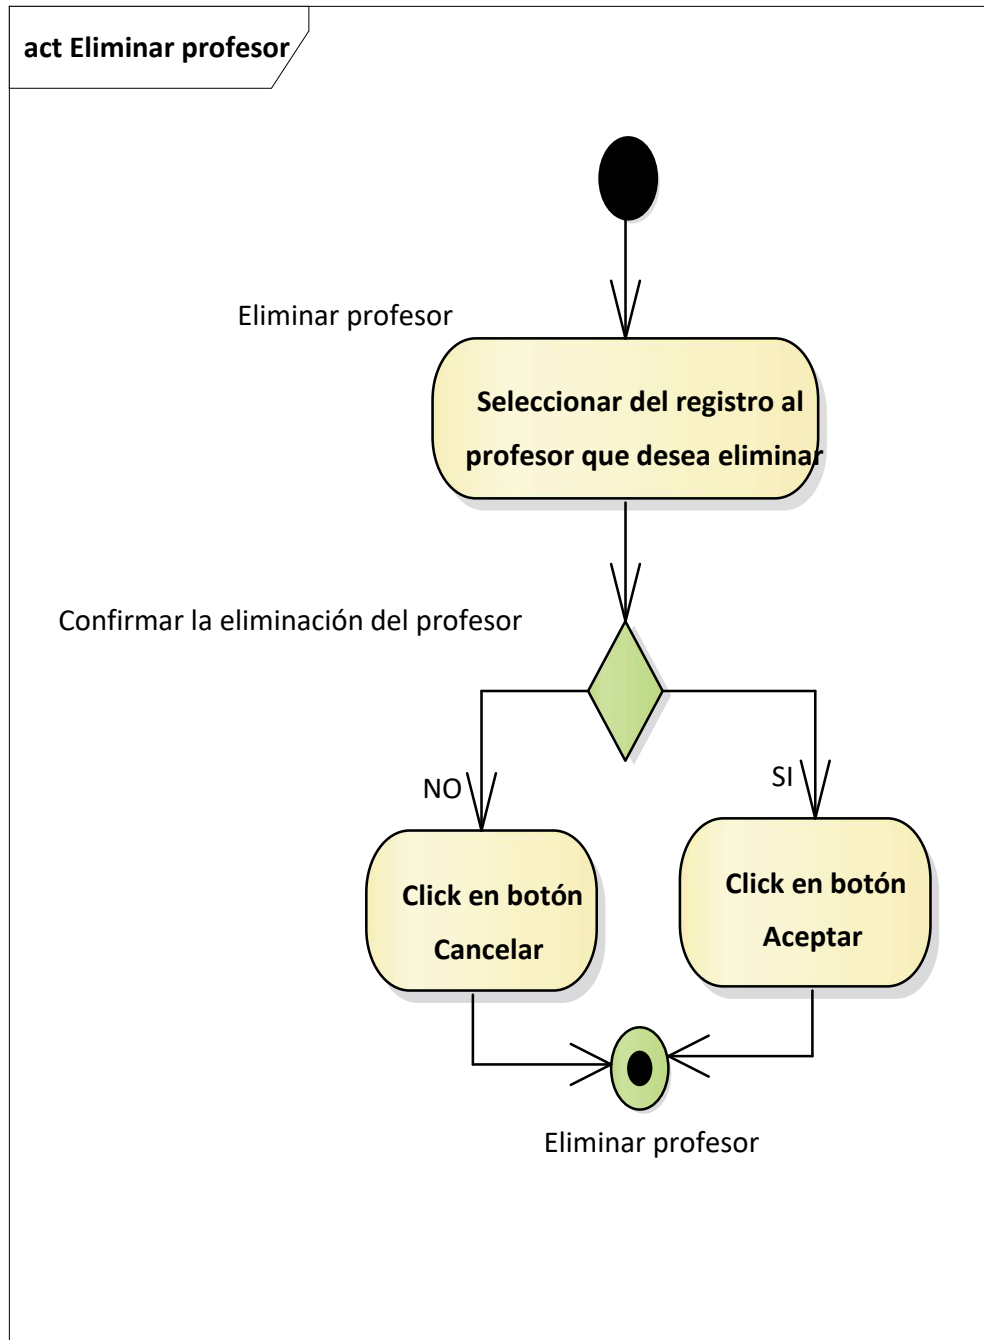 act Eliminar profesor
Eliminar profesor
Seleccionar del registro al
profesor que desea eliminar
Confirmar la eliminación del profesor
NO
SI
Click en botón
Cancelar
Click en botón
Aceptar
Eliminar profesor